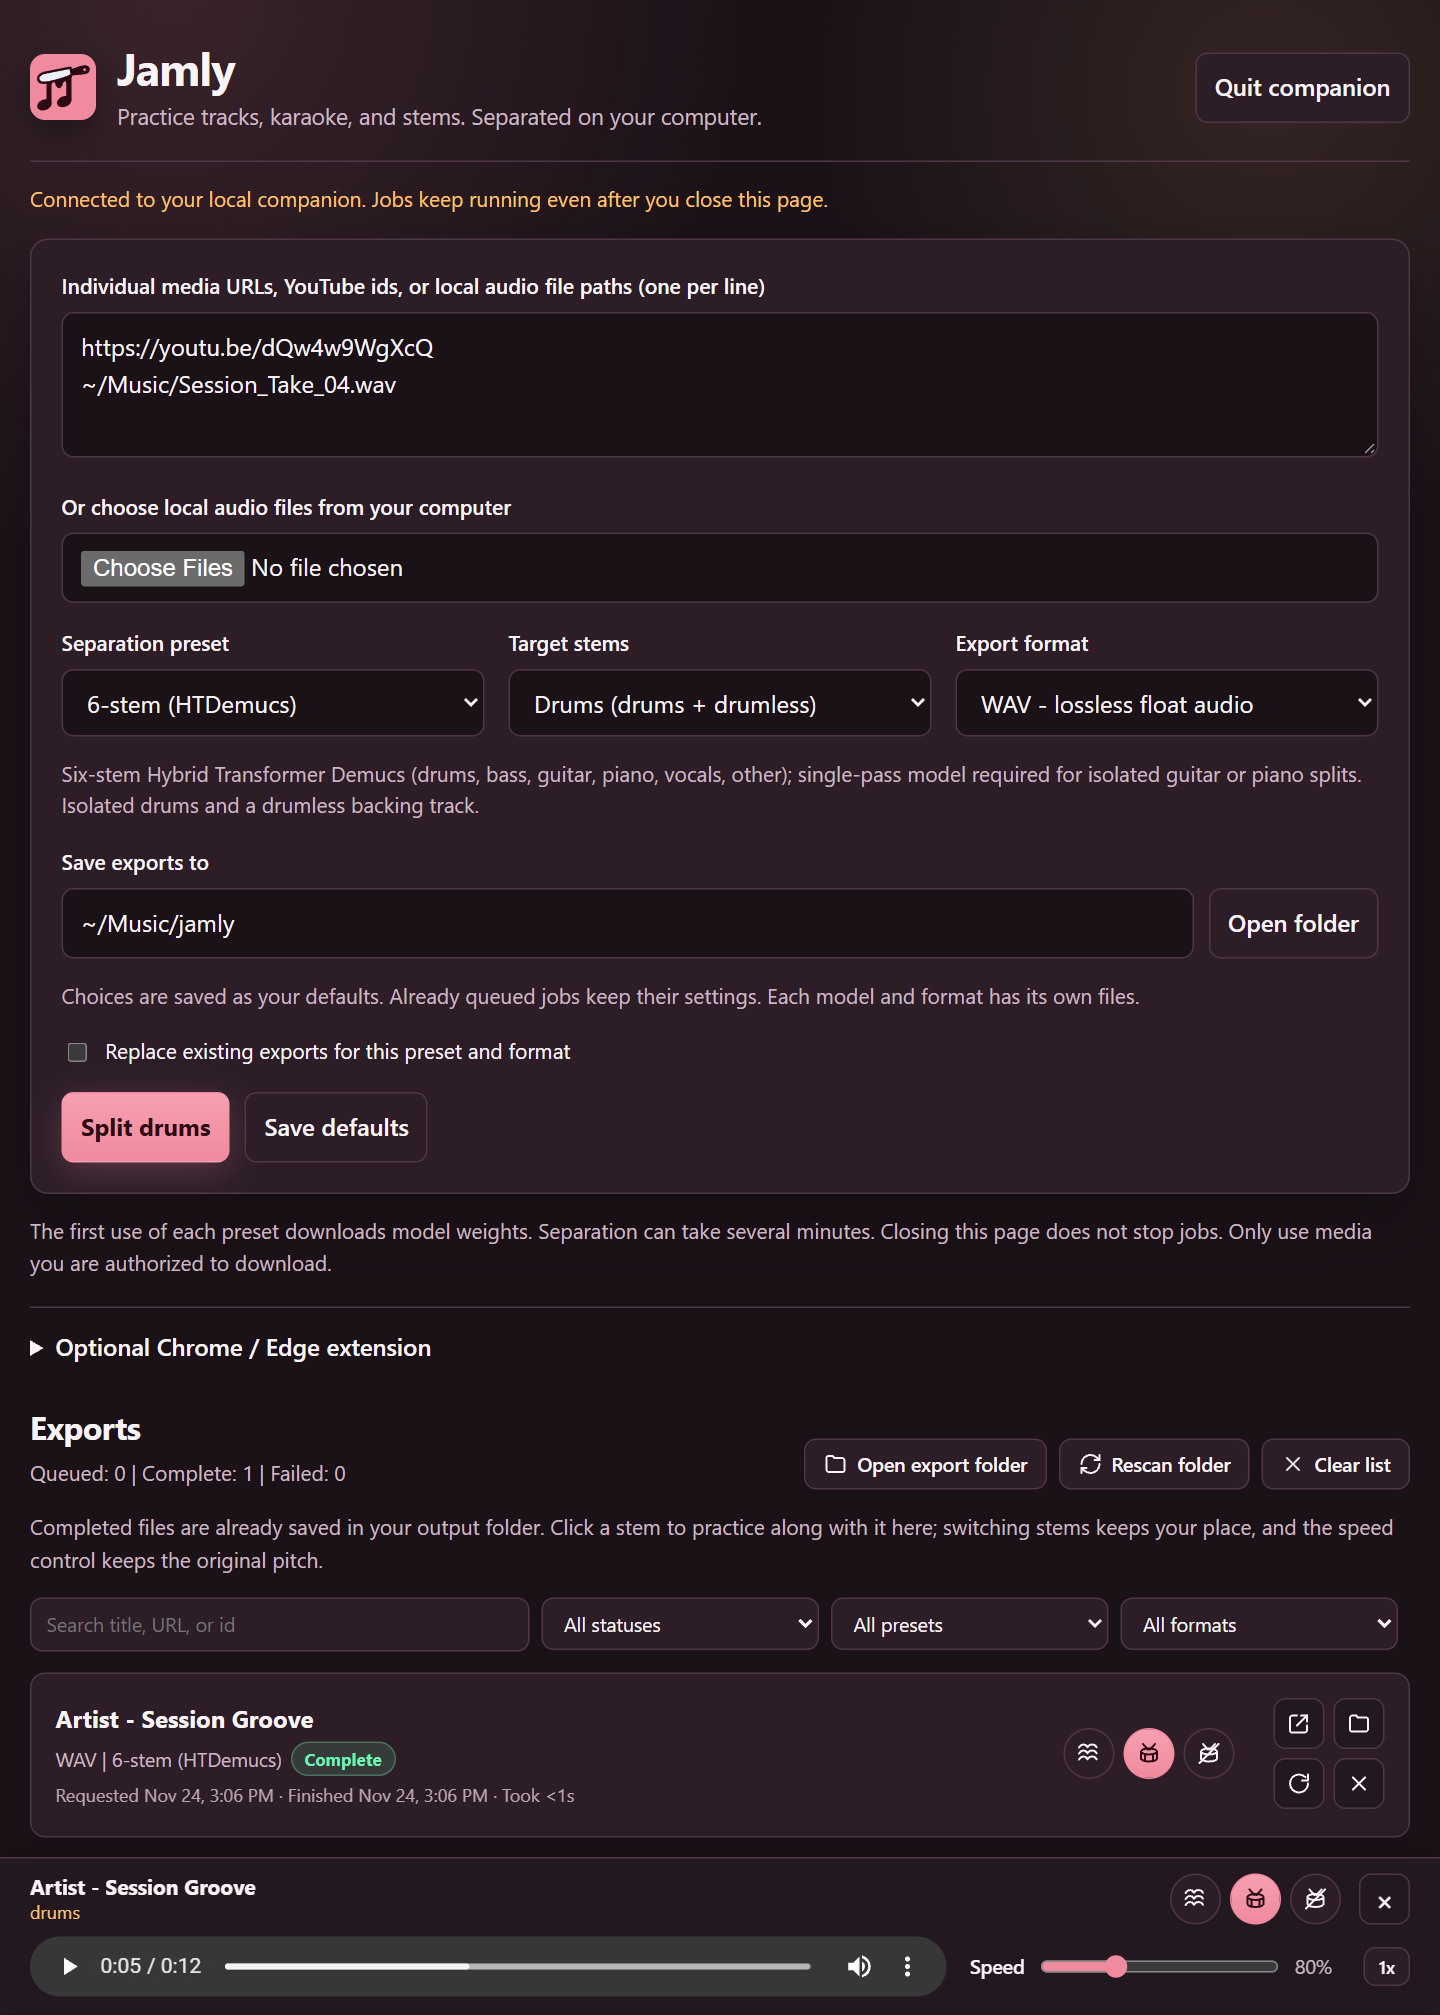 Jamly
Practice tracks, karaoke, and stems. Separated on your computer.
Quit companion
Connected to your local companion. Jobs keep running even after you close this page.
Individual media URLs, YouTube ids, or local audio file paths (one per line)
https://youtu.be/dQw4w9WgXcQ
~/Music/Session_Take_04.wav
Or choose local audio files from your computer
Choose Files No file chosen
Separation preset
Target stems
Export format
6-stem (HTDemucs)
Drums (drums + drumless)
WAV - lossless float audio
Six-stem Hybrid Transformer Demucs (drums, bass, guitar, piano, vocals, other); single-pass model required for isolated guitar or piano splits.
Isolated drums and a drumless backing track.
Save exports to
~/Music/jamly
Open folder
Choices are saved as your defaults. Already queued jobs keep their settings. Each model and format has its own files.
Replace existing exports for this preset and format
Split drums
Save defaults
The first use of each preset downloads model weights. Separation can take several minutes. Closing this page does not stop jobs. Only use media
you are authorized to download.
Optional Chrome / Edge extension
Exports
Queued: 0 | Complete: 1 | Failed: 0
Open export folder
Rescan folder
Clear list
Completed files are already saved in your output folder. Click a stem to practice along with it here; switching stems keeps your place, and the speed
control keeps the original pitch.
Search title, URL, or id
All statuses
All presets
All formats
Artist - Session Groove
WAV | 6-stem (HTDemucs) Complete
Requested Nov 24, 3:06 PM · Finished Nov 24, 3:06 PM · Took <1s
Artist - Session Groove
drums
0:05 / 0:12
Speed
80%
1x